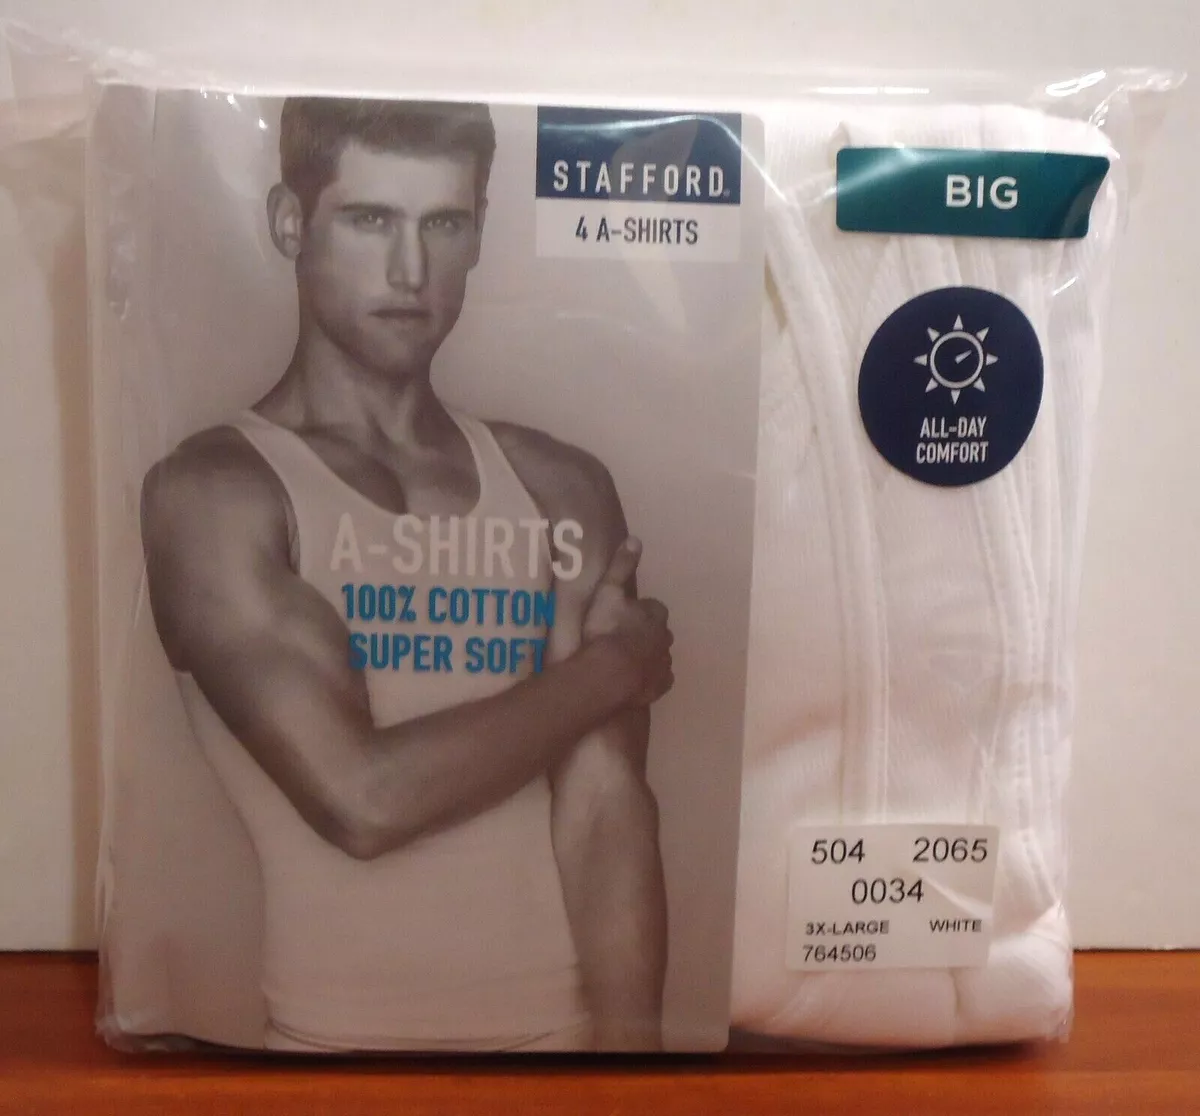 STAFFORD
4 A-SHIRTS
A-SHIRTS
100% COTTON
SUPER SOFT
BIG
ALL-DAY
COMFORT
504 2065
0034
3X-LARGE WHITE
764506